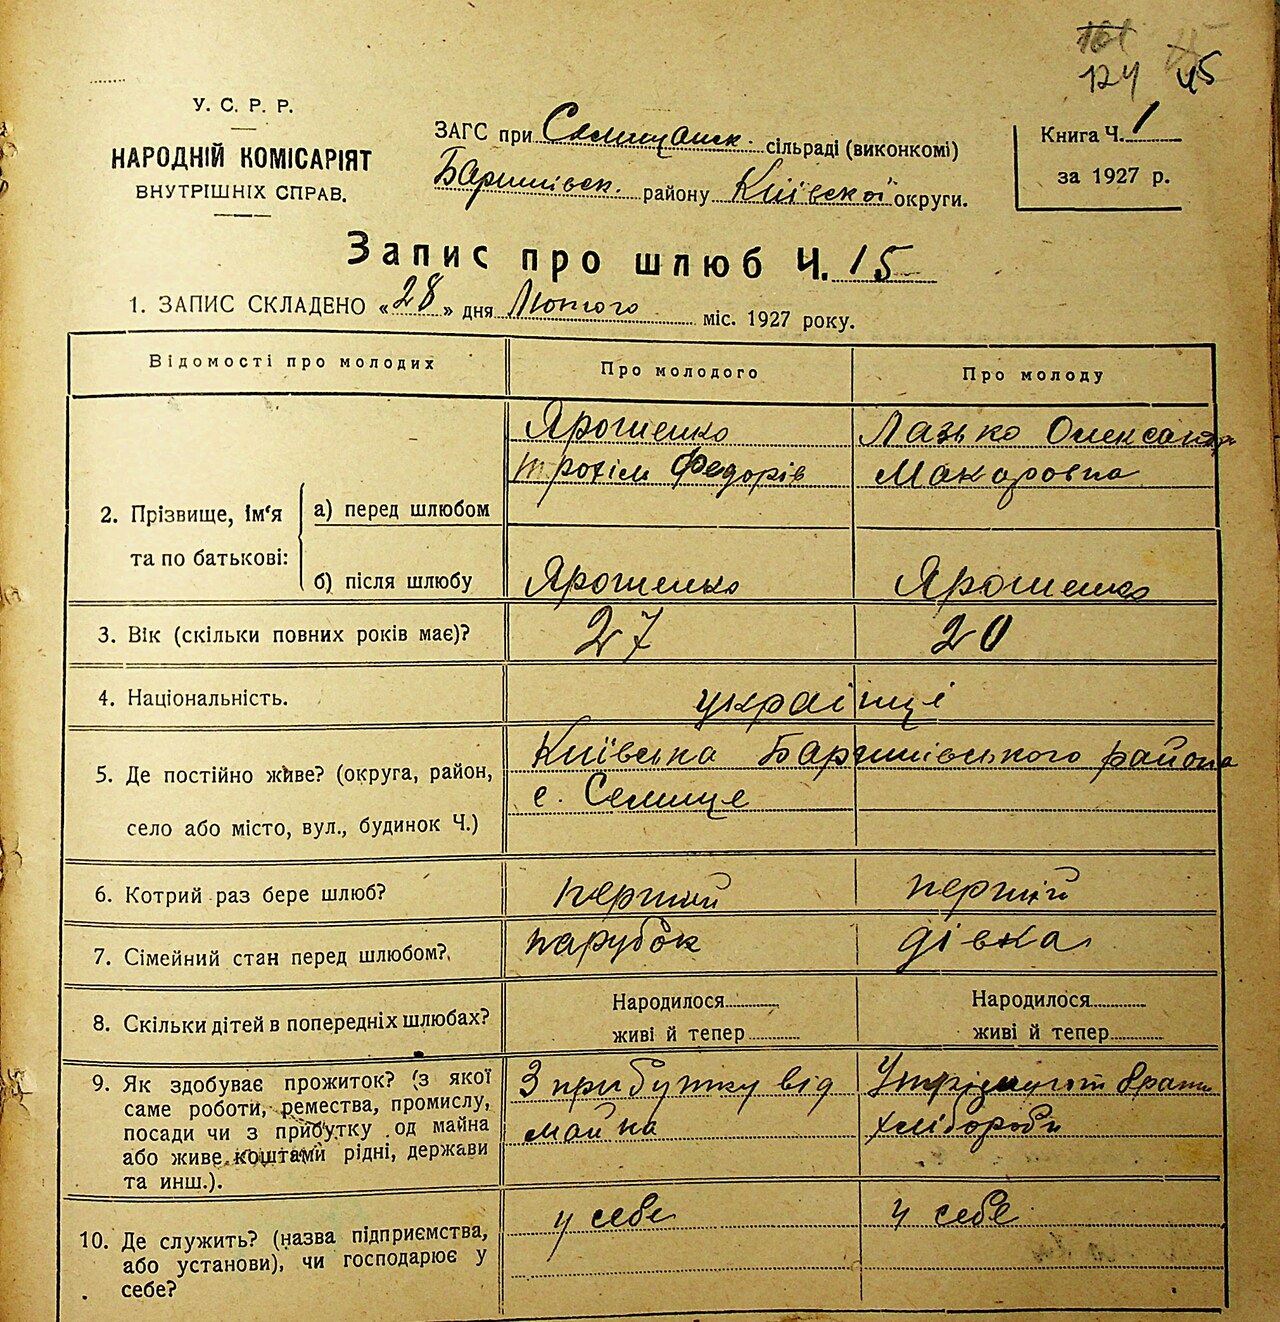 124 45
У. С. Р. Р.
НАРОДНІЙ КОМІСАРІЯТ
ВНУТРІШНІХ СПРАВ.
ЗАГС при Селищанск. сільраді (виконкомі)
Баришівск. району Київскої округи.
Книга Ч. 1
за 1927 р.
Запис про шлюб Ч. 15
1. ЗАПИС СКЛАДЕНО «28» дня Лютого міс. 1927 року.
Відомості про молодих Про молодого Про молоду
2. Прізвище, ім'я та по батькові:
а) перед шлюбом
Ярошенко
Трохім Федорів
Лазько Олександр
Макаровна
б) після шлюбу Ярошенко Ярошенко
3. Вік (скільки повних років має)? 27 20
4. Національність. українці
5. Де постійно живе? (округа, район,
село або місто, вул., будинок Ч.)
Київська Баришівського района
с. Селище
6. Котрий раз бере шлюб? перший першій
7. Сімейний стан перед шлюбом? парубок дівка
8. Скільки дітей в попередніх шлюбах?
Народилося
живі й тепер
Народилося
живі й тепер
9. Як здобуває прожиток? (з якої
саме роботи, ремества, промислу,
посади чи з прибутку од майна
або живе коштами рідні, держави
та инш.).
З прибутку від
майна
брати
хлібороби
10. Де служить? (назва підприємства,
або установи), чи господарює у
себе?
у себе у себе